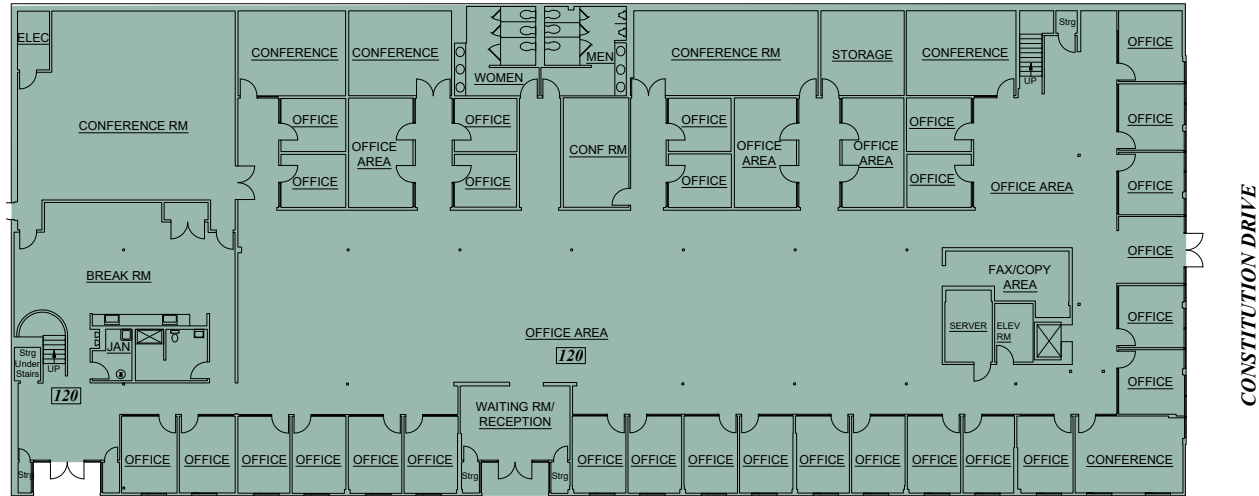 Strg
ELEC
CONFERENCE
CONFERENCE
WOMEN
MEN
CONFERENCE RM
STORAGE
CONFERENCE
UP
OFFICE
CONFERENCE RM
OFFICE
OFFICE
OFFICE
AREA
OFFICE
OFFICE
CONF RM
OFFICE
OFFICE
OFFICE
AREA
OFFICE
AREA
OFFICE
OFFICE
OFFICE AREA
OFFICE
OFFICE
OFFICE
CONSTITUTION DRIVE
BREAK RM
FAX/COPY
AREA
OFFICE
OFFICE AREA
120
SERVER
ELEV
RM
OFFICE
JAN
Strg
Under
Stairs
UP
120
WAITING RM/
RECEPTION
Strg
OFFICE
OFFICE
OFFICE
OFFICE
OFFICE
OFFICE
Strg
Strg
OFFICE
OFFICE
OFFICE
OFFICE
OFFICE
OFFICE
OFFICE
OFFICE
OFFICE
CONFERENCE